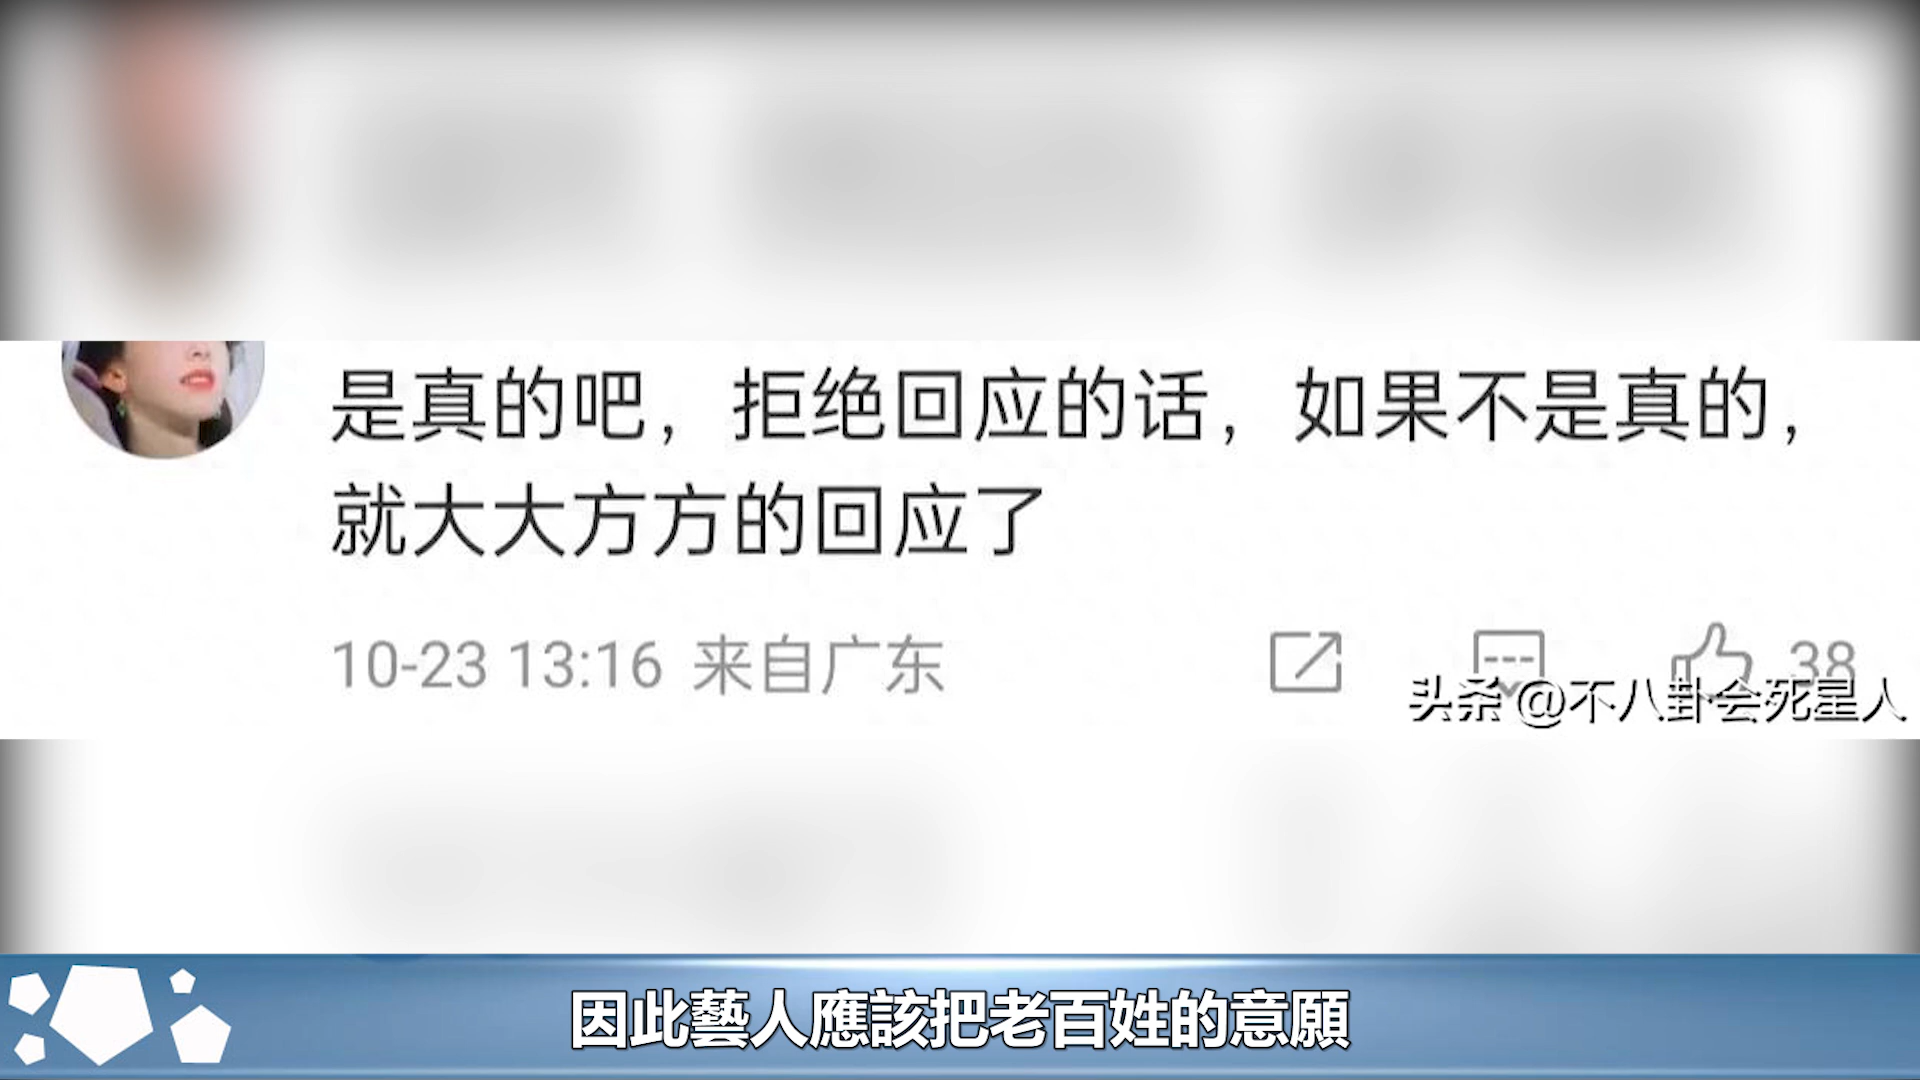 是真的吧，拒绝回应的话，如果不是真的，
就大大方方的回应了
10-23 13:16 来自广东
38
头条 @不八卦会死星人
因此藝人應該把老百姓的意願